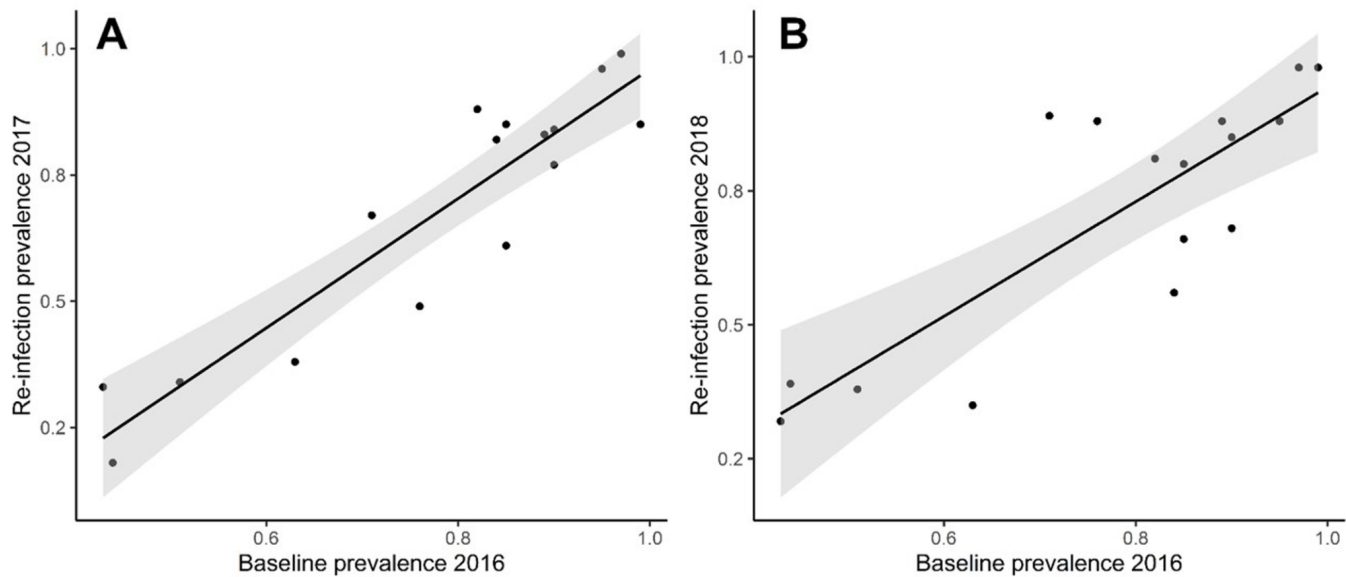 A
Re-infection prevalence 2017
1.0
0.8
0.5
0.2
0.6 0.8 1.0
Baseline prevalence 2016
B
Re-infection prevalence 2018
1.0
0.8
0.5
0.2
0.6 0.8 1.0
Baseline prevalence 2016